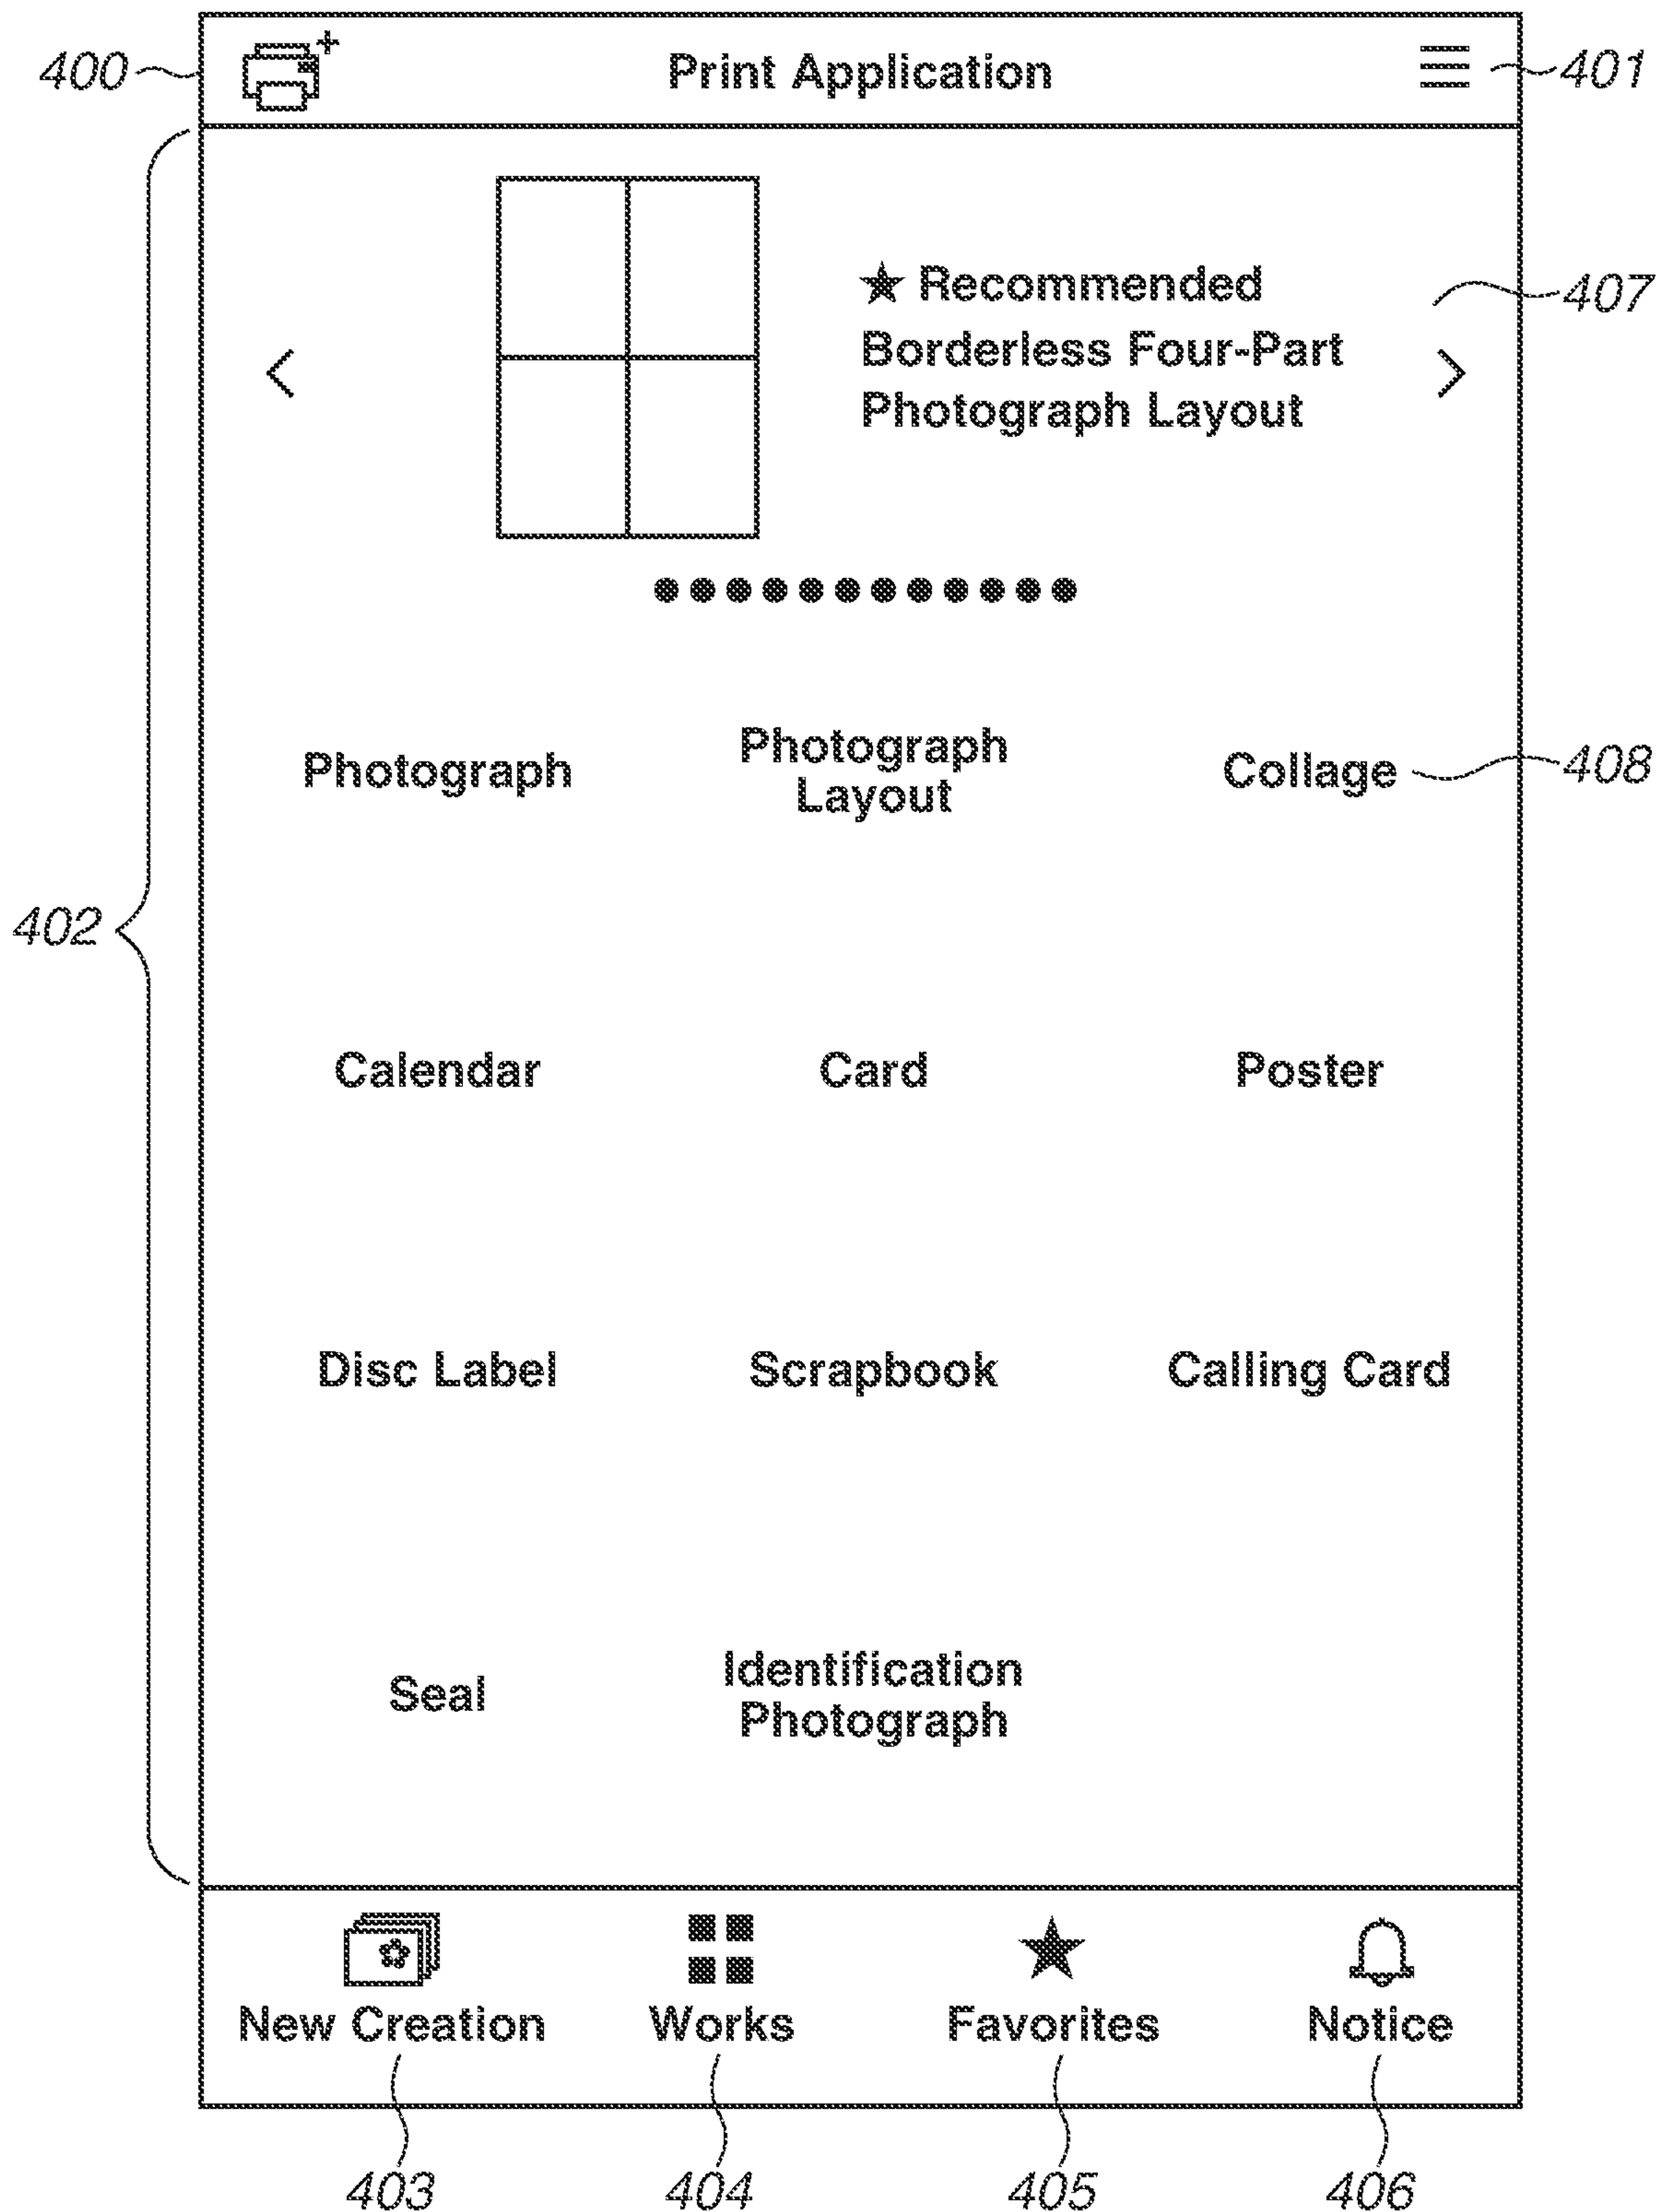 400 Print Application 401
★ Recommended 407
Borderless Four-Part
Photograph Layout
Photograph Photograph Layout Collage 408
402
Calendar Card Poster
Disc Label Scrapbook Calling Card
Seal Identification Photograph
New Creation Works Favorites Notice
403 404 405 406